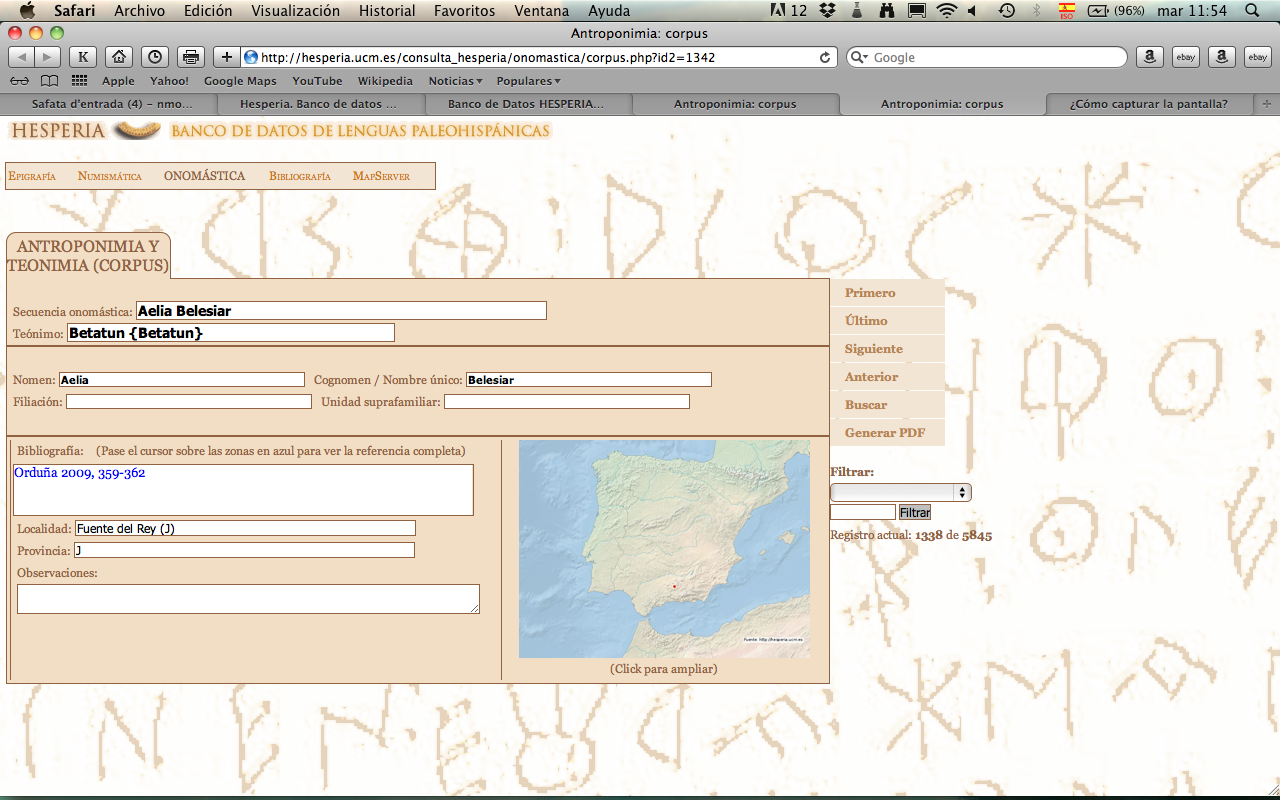 Safari Archivo Edición Visualización Historial Favoritos Ventana Ayuda 12 ISO (96%) mar 11:54
Antroponimia: corpus
K http://hesperia.ucm.es/consulta_hesperia/onomastica/corpus.php?id2=1342 Google a ebay a ebay
Apple Yahoo! Google Maps YouTube Wikipedia Noticias Populares
Safata d'entrada (4) – nmo... Hesperia. Banco de datos ... Banco de Datos HESPERIA... Antroponimia: corpus Antroponimia: corpus ¿Cómo capturar la pantalla?
HESPERIA BANCO DE DATOS DE LENGUAS PALEOHISPÁNICAS
Epigrafía Numismática ONOMÁSTICA Bibliografía MapServer
ANTROPONIMIA Y
TEONIMIA (CORPUS)
Secuencia onomástica: Aelia Belesiar
Teónimo: Betatun {Betatun}
Nomen: Aelia Cognomen / Nombre único: Belesiar
Filiación: Unidad suprafamiliar:
Bibliografía: (Pase el cursor sobre las zonas en azul para ver la referencia completa)
Orduña 2009, 359-362
Localidad: Fuente del Rey (J)
Provincia: J
Observaciones:
Fuente: http://hesperia.ucm.es
(Click para ampliar)
Primero
Último
Siguiente
Anterior
Buscar
Generar PDF
Filtrar:
Filtrar
Registro actual: 1338 de 5845